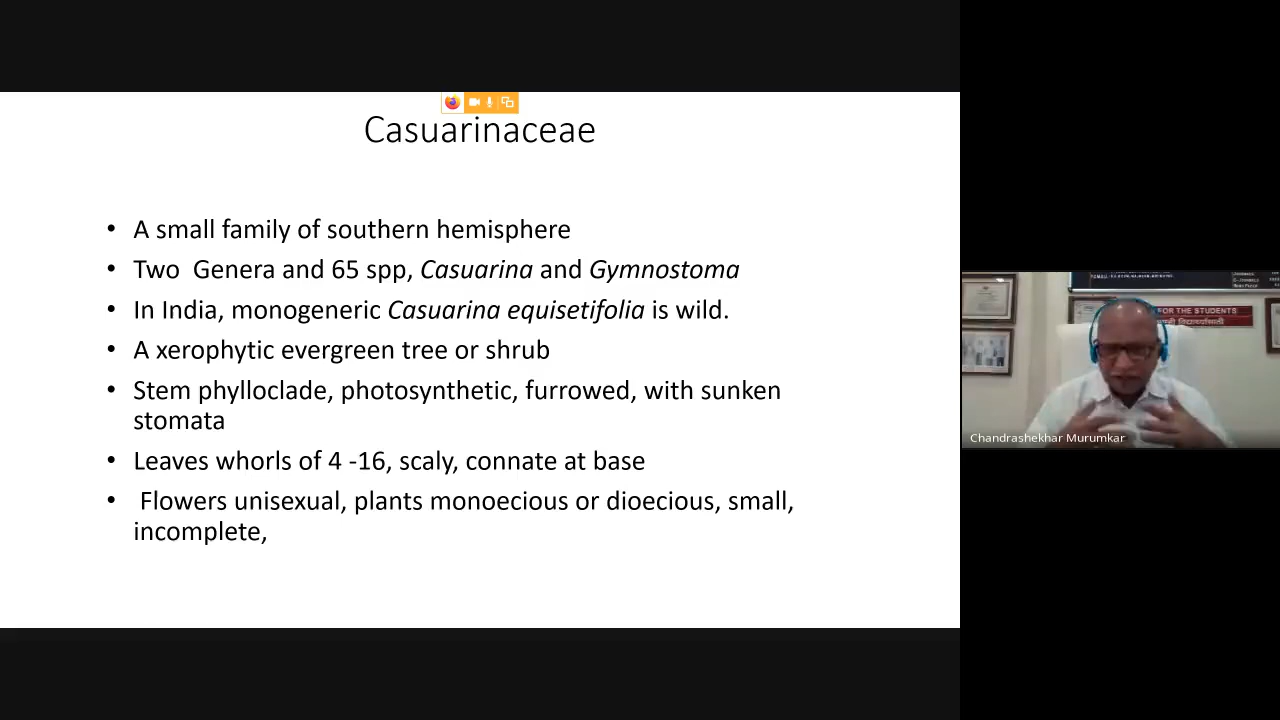 Casuarinaceae
• A small family of southern hemisphere
• Two  Genera and 65 spp, Casuarina and Gymnostoma
• In India, monogeneric Casuarina equisetifolia is wild.
• A xerophytic evergreen tree or shrub
• Stem phylloclade, photosynthetic, furrowed, with sunken
stomata
• Leaves whorls of 4 -16, scaly, connate at base
•  Flowers unisexual, plants monoecious or dioecious, small,
incomplete,
FOR THE STUDENTS
Chandrashekhar Murumkar